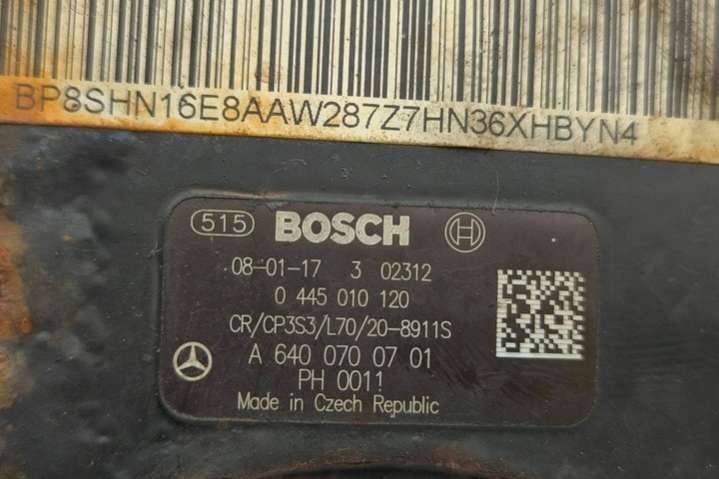 BP8SHN16E8AAW287Z7HN36XHBYN4
515 BOSCH
08-01-17 3 02312
0 445 010 120
CR/CP3S3/L70/20-8911S
A 640 070 07 01
PH 0011
Made in Czech Republic